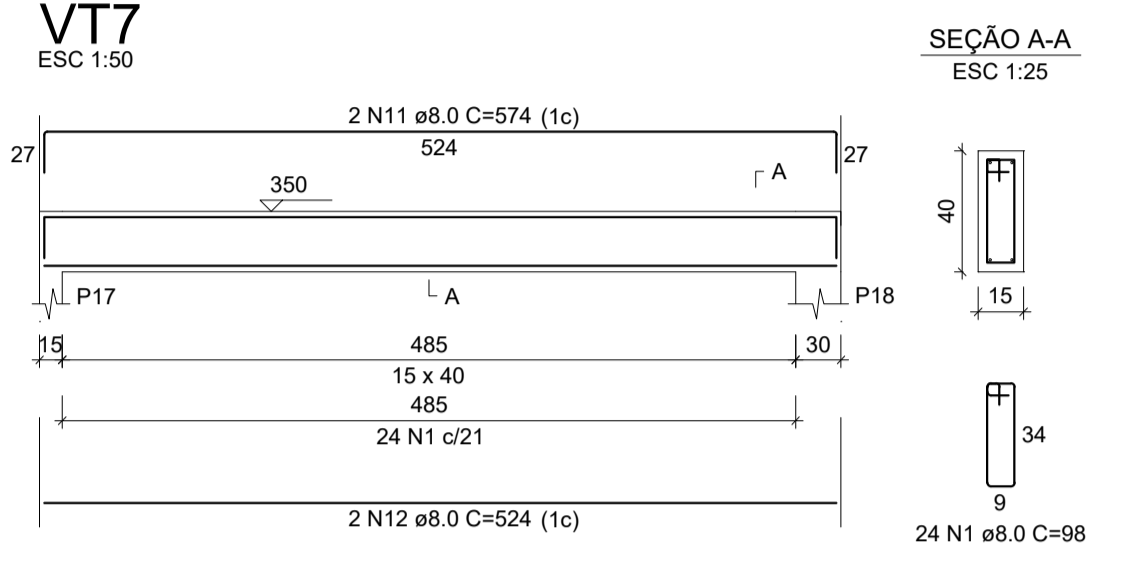 VT7
ESC 1:50
SEÇÃO A-A
ESC 1:25
2 N11 ø8.0 C=574 (1c)
27
524
27
A
350
40
A
P17
P18
15
15
485
30
15 x 40
485
24 N1 c/21
34
9
2 N12 ø8.0 C=524 (1c)
24 N1 ø8.0 C=98